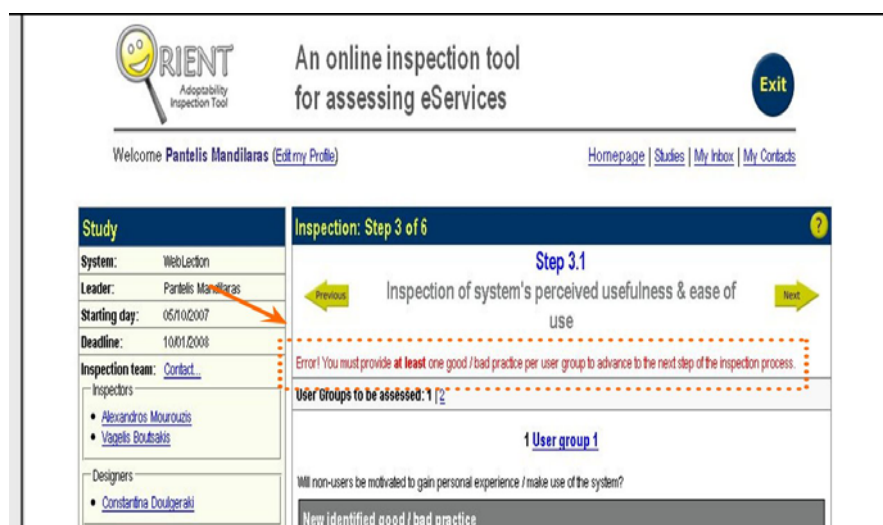 ORIENT
Adoptability
Inspection Tool
An online inspection tool
for assessing eServices
Exit
Welcome Pantelis Mandilaras (Edit my Profile)
Homepage | Studies | My Inbox | My Contacts
Study
System: WebLection
Leader: Pantelis Mandilaras
Starting day: 05/10/2007
Deadline: 10/01/2008
Inspection team: Contact...
Inspectors
• Alexandros Mourouzis
• Vagelis Boutsakis
Designers
• Constantina Doulgeraki
Inspection: Step 3 of 6
?
Step 3.1
Previous
Inspection of system's perceived usefulness & ease of
use
Next
Error! You must provide at least one good / bad practice per user group to advance to the next step of the inspection process.
User Groups to be assessed: 1 | 2
1 User group 1
Will non-users be motivated to gain personal experience / make use of the system?
New identified good / bad practice